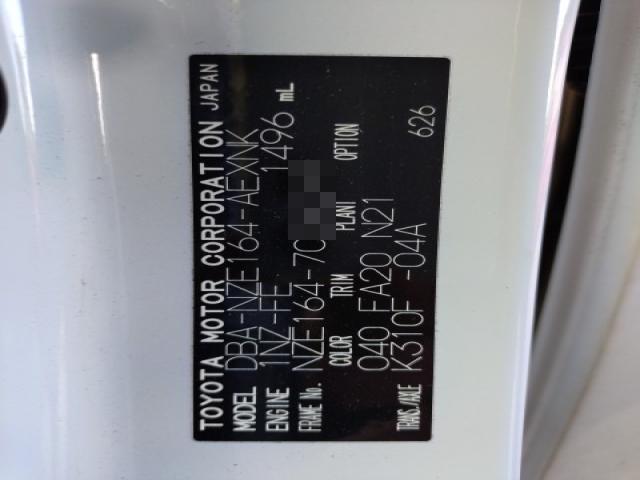 TOYOTA MOTOR CORPORATION JAPAN
MODEL DBA-NZE164-AEXNK
ENGINE 1NZ-FE 1496 mL
FRAME No. NZE164-70
COLOR TRIM PLANT OPTION
040 FA20 N21
TRANS./AXLE K310F -04A 626